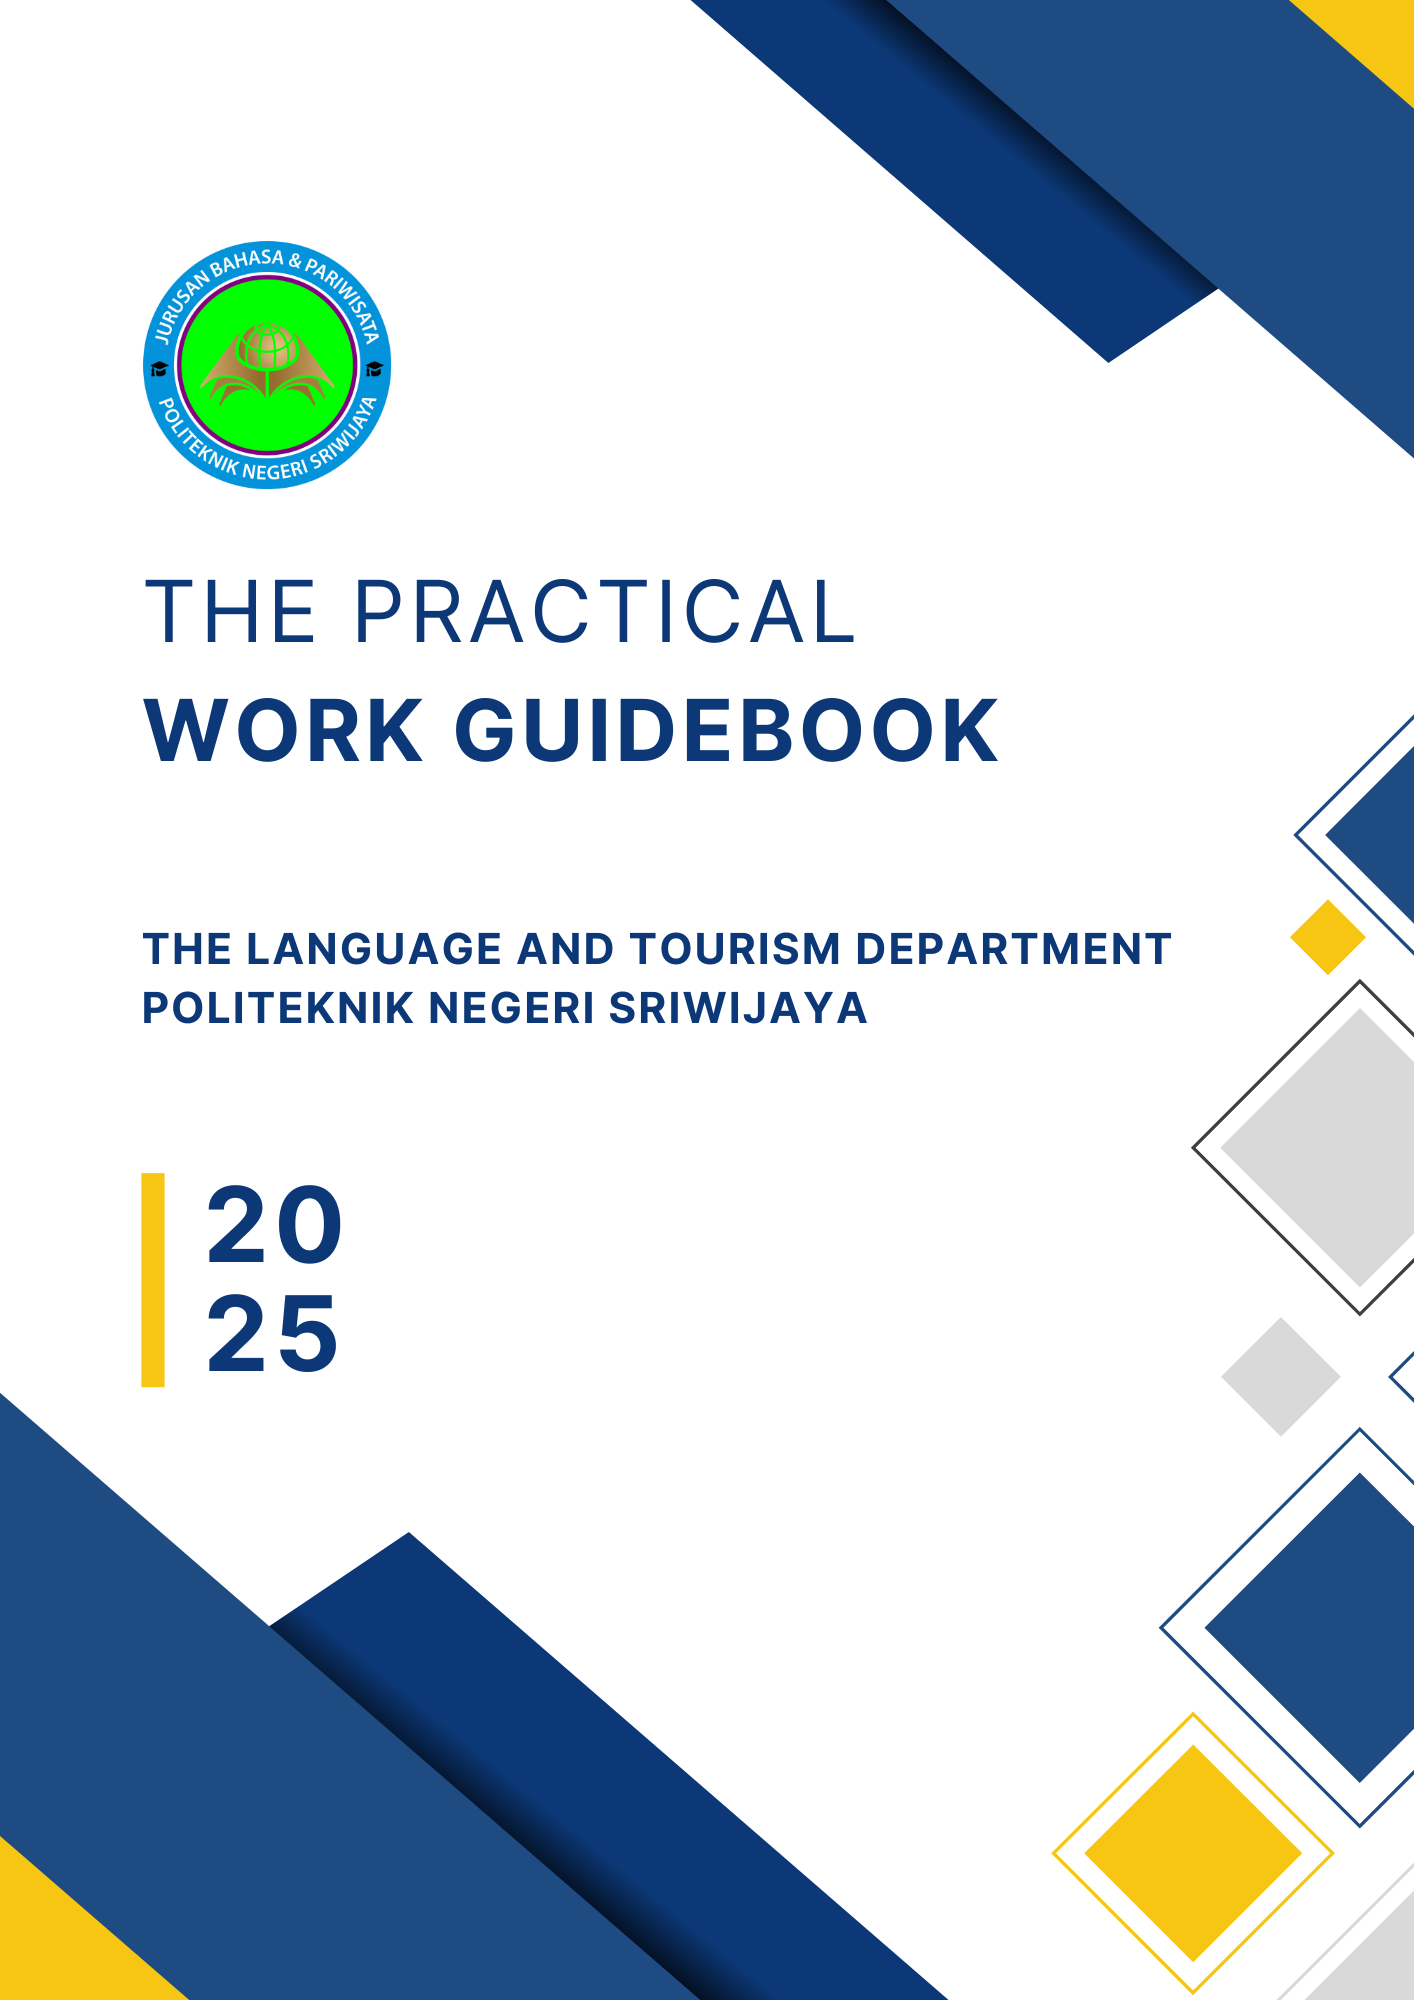 JURUSAN BAHASA & PARIWISATA
POLITEKNIK NEGERI SRIWIJAYA
THE PRACTICAL
WORK GUIDEBOOK
THE LANGUAGE AND TOURISM DEPARTMENT
POLITEKNIK NEGERI SRIWIJAYA
20
25